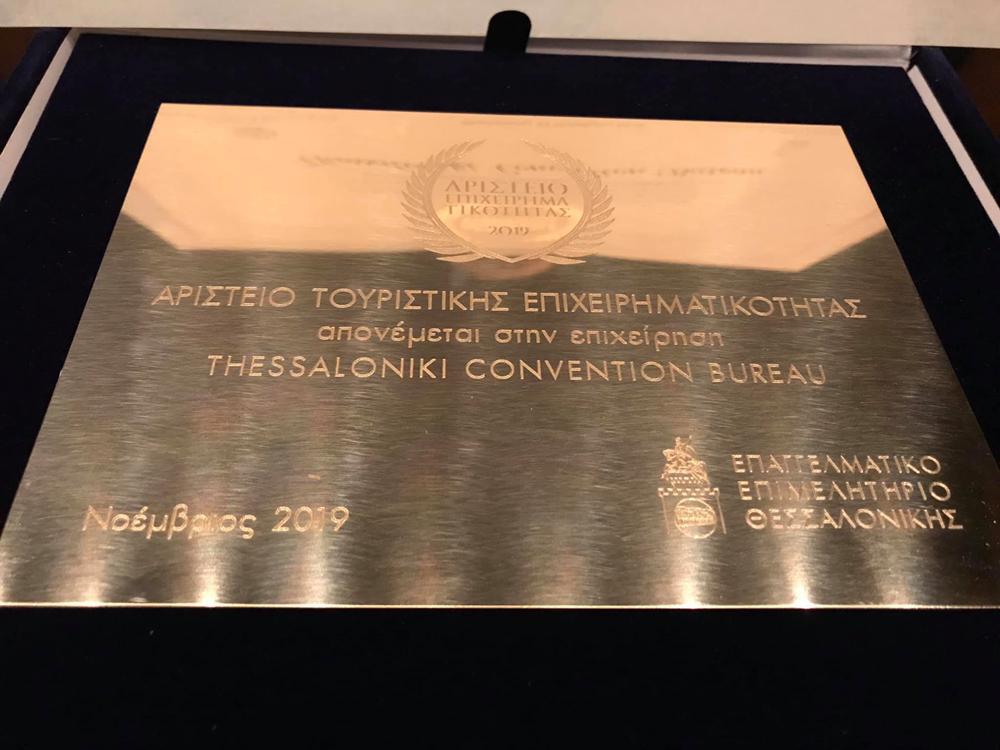 ΑΡΙΣΤΕΙΟ
ΕΠΙΧΕΙΡΗΜΑ
ΤΙΚΟΤΗΤΑΣ
2019
ΑΡΙΣΤΕΙΟ ΤΟΥΡΙΣΤΙΚΗΣ ΕΠΙΧΕΙΡΗΜΑΤΙΚΟΤΗΤΑΣ
απονέμεται στην επιχείρηση
THESSALONIKI CONVENTION BUREAU
Νοέμβριος 2019
ΕΠΑΓΓΕΛΜΑΤΙΚΟ
ΕΠΙΜΕΛΗΤΗΡΙΟ
ΘΕΣΣΑΛΟΝΙΚΗΣ